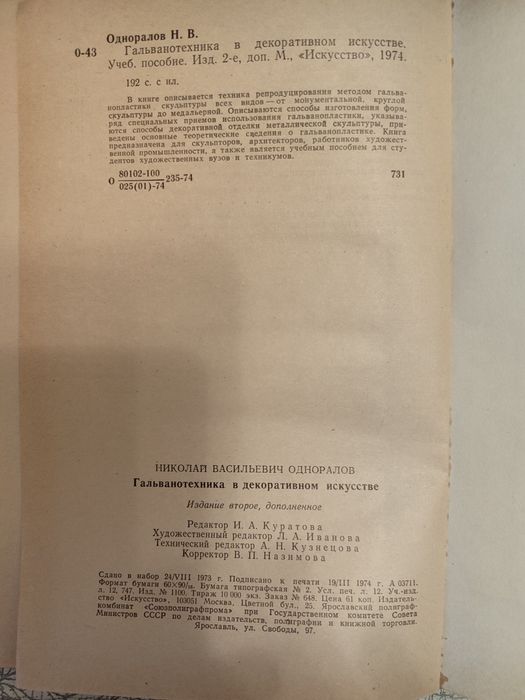 Одноралов Н. В.
О-43 Гальванотехника в декоративном искусстве.
Учеб. пособие. Изд. 2-е, доп. М., «Искусство», 1974.
192 с. с ил.
В книге описывается техника репродуцирования методом гальва-
нопластики скульптуры всех видов — от монументальной, круглой
скульптуры до медальерной. Описываются способы изготовления форм,
ряд специальных приемов использования гальванопластики, указыва-
ются способы декоративной отделки металлической скульптуры, при-
ведены основные теоретические сведения о гальванопластике. Книга
предназначена для скульпторов, архитекторов, работников художест-
венной промышленности, а также является учебным пособием для сту-
дентов художественных вузов и техникумов.
О 80102-100 235-74 731
025(01)-74
НИКОЛАЙ ВАСИЛЬЕВИЧ ОДНОРАЛОВ
Гальванотехника в декоративном искусстве
Издание второе, дополненное
Редактор И. А. Куратова
Художественный редактор Л. А. Иванова
Технический редактор А. Н. Кузнецова
Корректор В. П. Назимова
Сдано в набор 24/VIII 1973 г. Подписано к печати 19/III 1974 г. А 03711.
Формат бумаги 60×90/16. Бумага типографская № 2. Усл. печ. л. 12. Уч.-изд.
л. 12,747. Изд. № 1100. Тираж 10 000 экз. Заказ № 648. Цена 61 коп. Издатель-
ство «Искусство», 103051 Москва, Цветной бул., 25. Ярославский полиграф-
комбинат «Союзполиграфпрома» при Государственном комитете Совета
Министров СССР по делам издательств, полиграфии и книжной торговли.
Ярославль, ул. Свободы, 97.